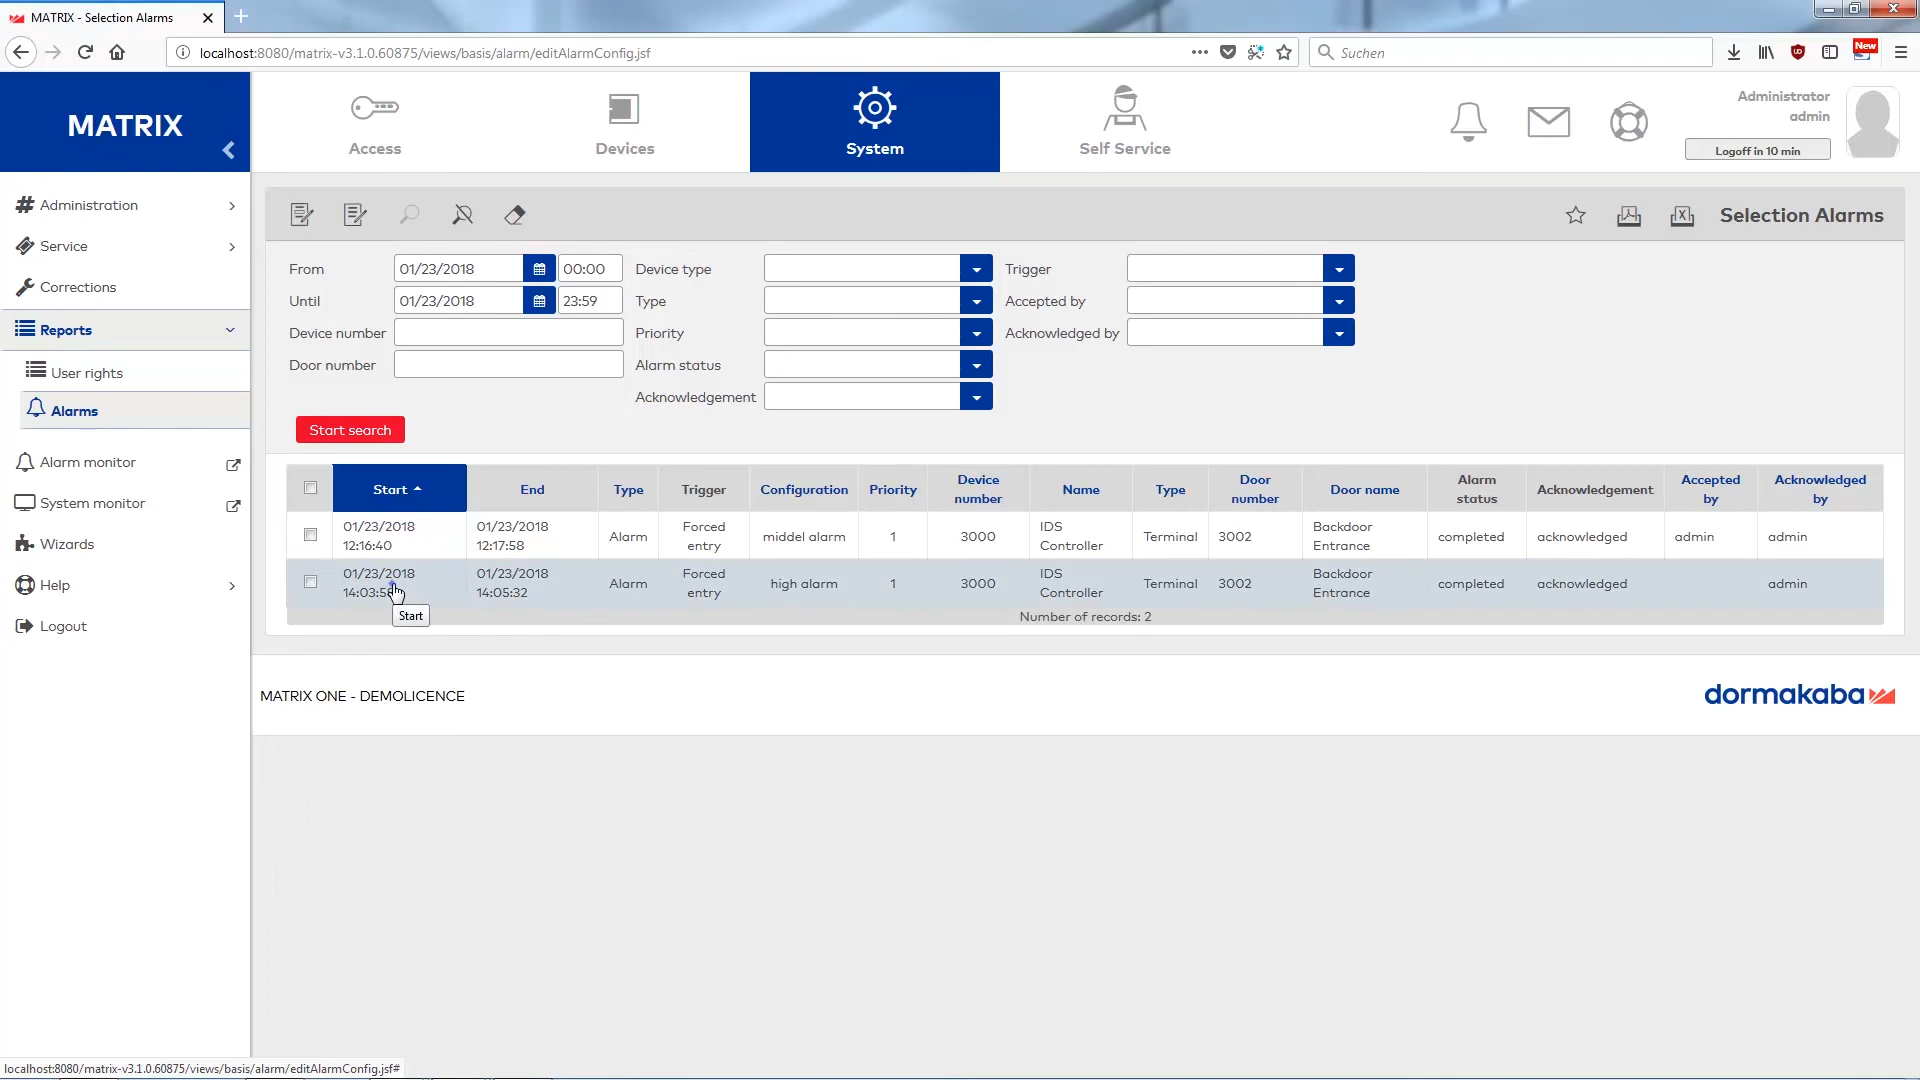 MATRIX - Selection Alarms
localhost:8080/matrix-v3.1.0.60875/views/basis/alarm/editAlarmConfig.jsf
Suchen
New
MATRIX
Access
Devices
System
Self Service
Administrator
admin
Logoff in 10 min
Administration
Service
Corrections
Reports
User rights
Alarms
Alarm monitor
System monitor
Wizards
Help
Logout
Selection Alarms
From 01/23/2018 00:00 Device type Trigger
Until 01/23/2018 23:59 Type Accepted by
Device number Priority Acknowledged by
Door number Alarm status
Acknowledgement
Start search
Start End Type Trigger Configuration Priority Device number Name Type Door number Door name Alarm status Acknowledgement Accepted by Acknowledged by
01/23/2018 12:16:40 01/23/2018 12:17:58 Alarm Forced entry middel alarm 1 3000 IDS Controller Terminal 3002 Backdoor Entrance completed acknowledged admin admin
01/23/2018 01/23/2018 14:05:32 Alarm Forced entry high alarm 1 3000 IDS Controller Terminal 3002 Backdoor Entrance completed acknowledged admin
Start
Number of records: 2
MATRIX ONE - DEMOLICENCE
dormakaba
localhost:8080/matrix-v3.1.0.60875/views/basis/alarm/editAlarmConfig.jsf#